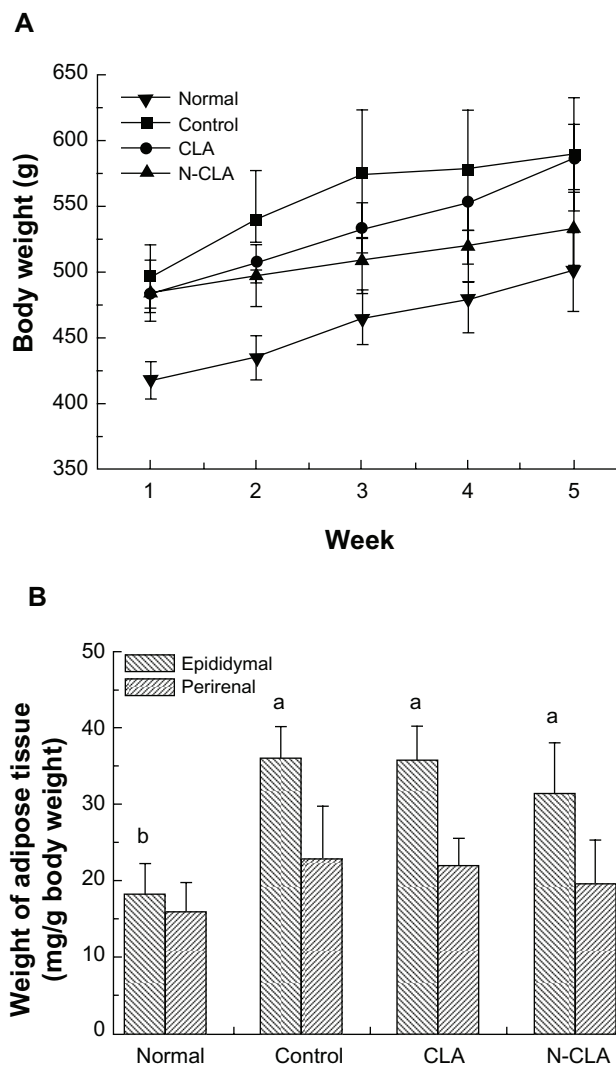 A
650
600
550
500
450
400
350
Body weight (g)
Normal
Control
CLA
N-CLA
1 2 3 4 5
Week
B
50
40
30
20
10
0
Weight of adipose tissue
(mg/g body weight)
Epididymal
Perirenal
b a a a
Normal Control CLA N-CLA